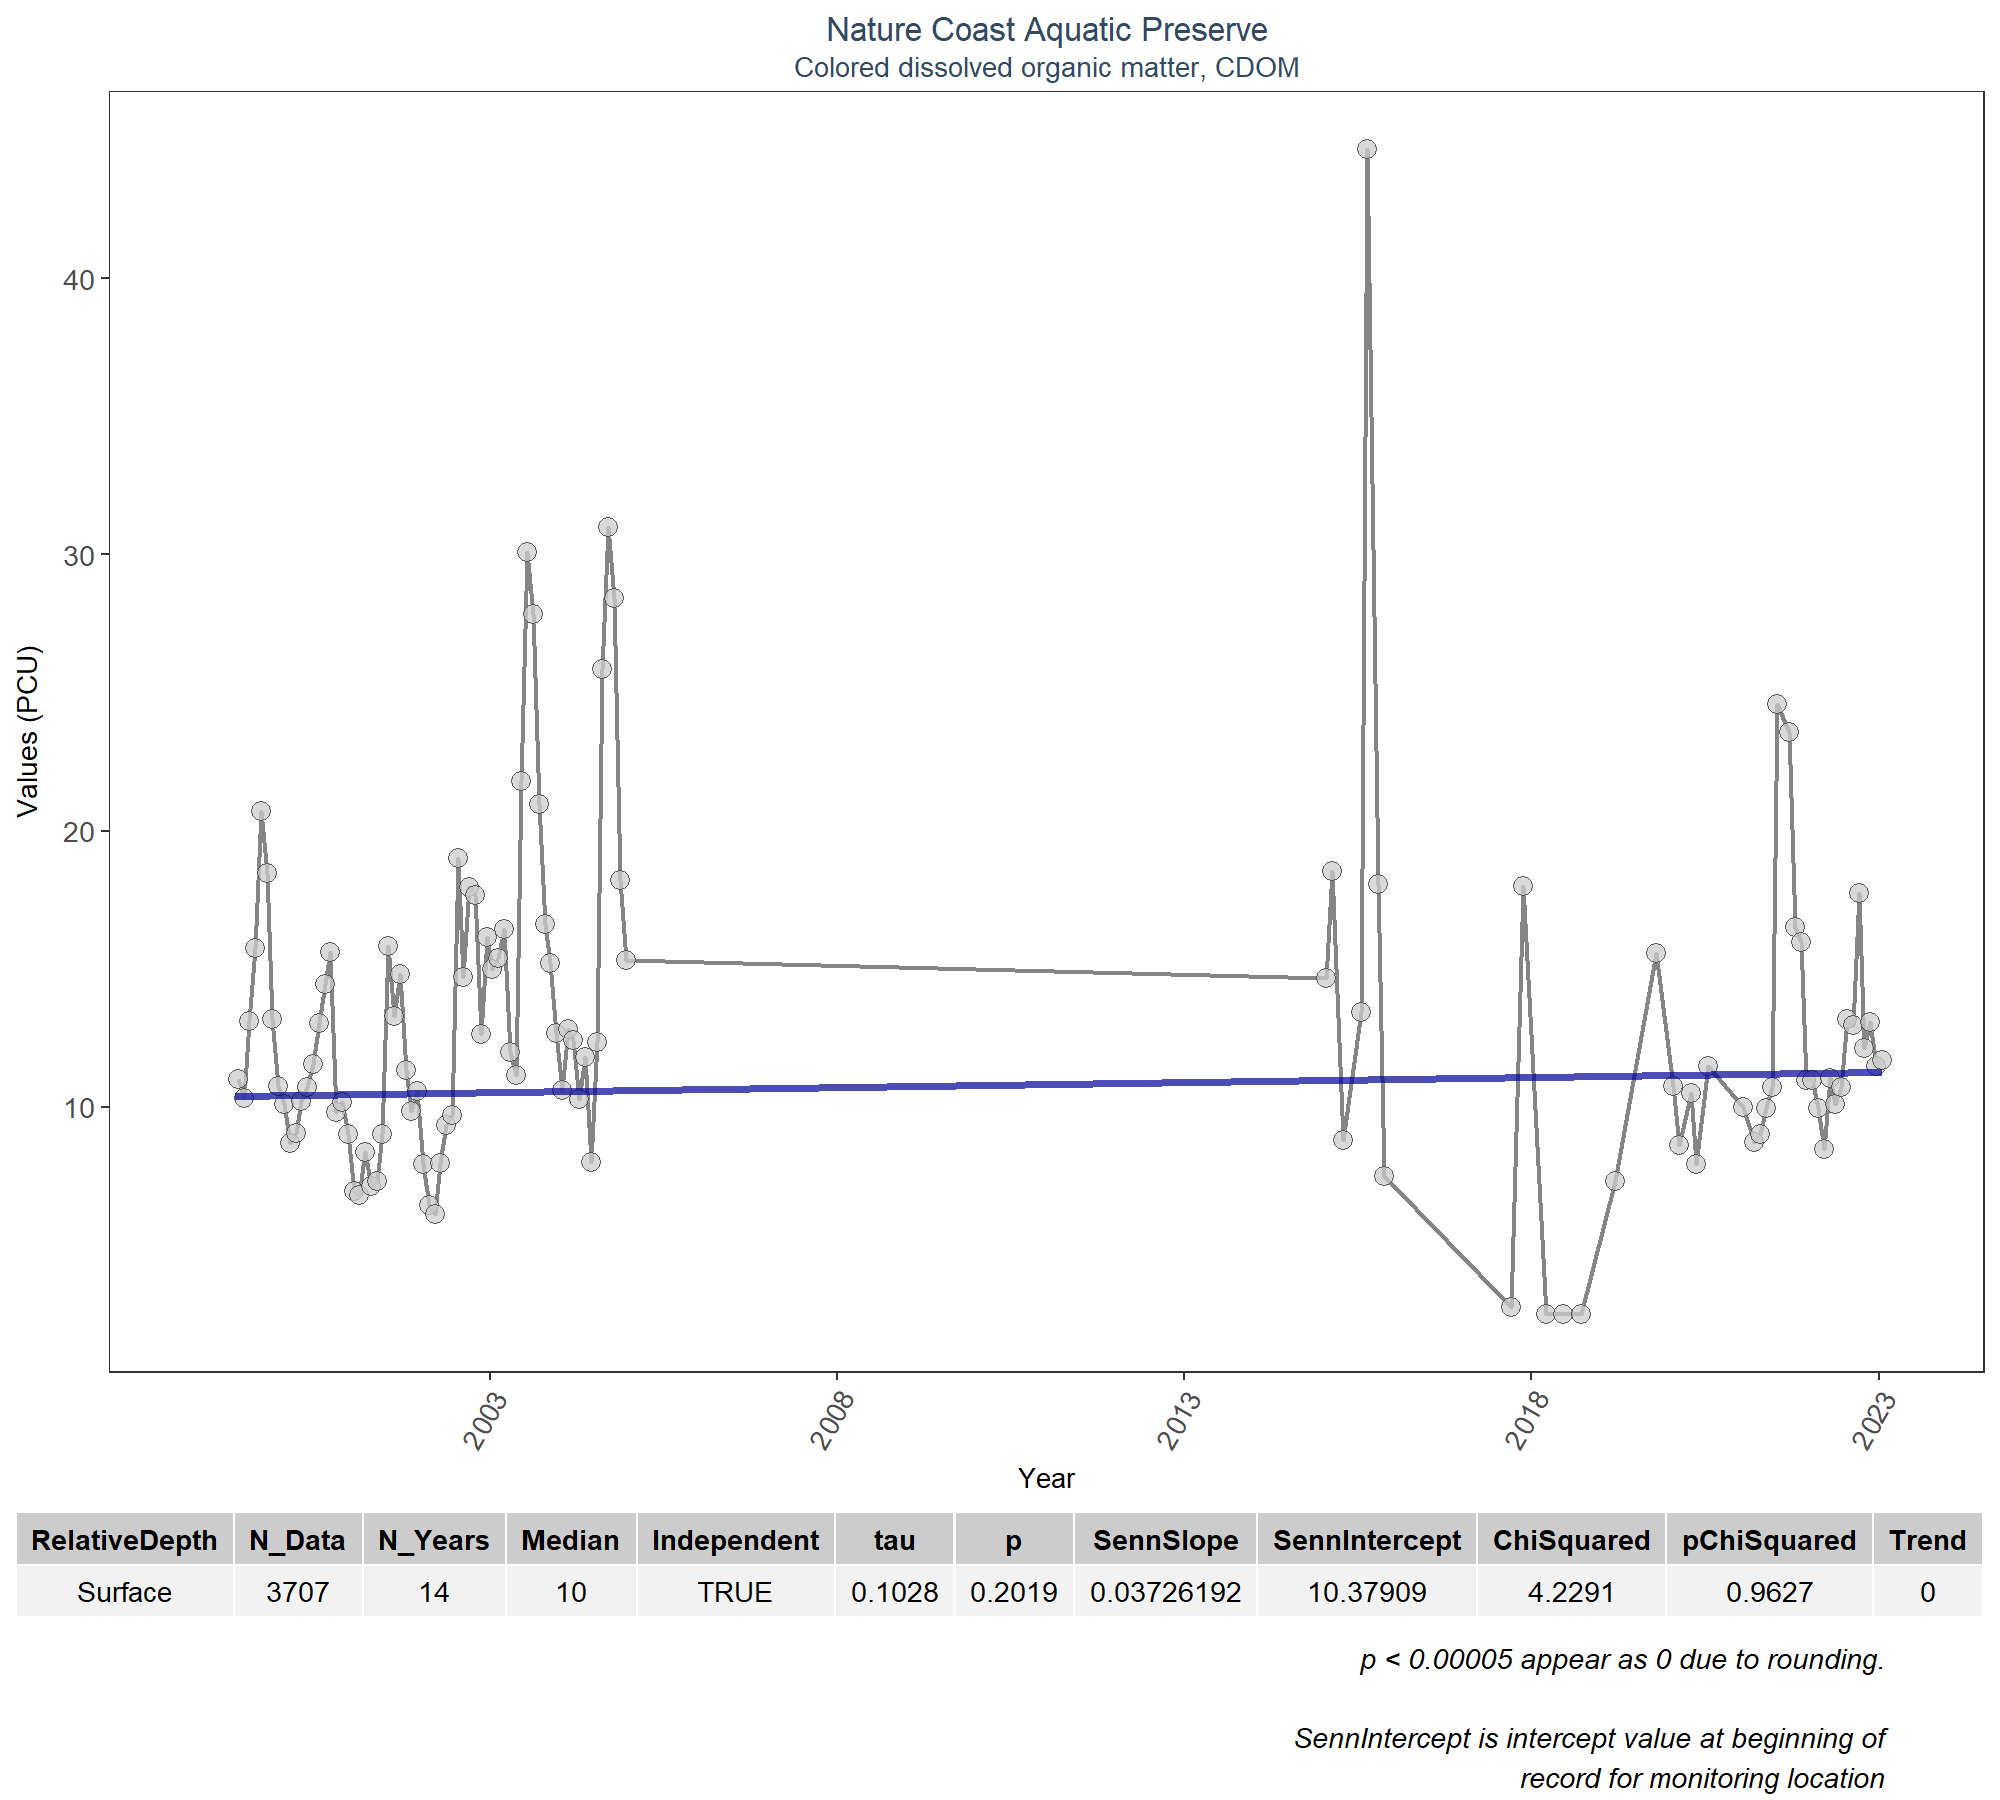 Nature Coast Aquatic Preserve
Colored dissolved organic matter, CDOM
Values (PCU)
40
30
20
10
2003 2008 2013 2018 2023
Year
RelativeDepth N_Data N_Years Median Independent tau p SennSlope SennIntercept ChiSquared pChiSquared Trend
Surface 3707 14 10 TRUE 0.1028 0.2019 0.03726192 10.37909 4.2291 0.9627 0
p < 0.00005 appear as 0 due to rounding.
SennIntercept is intercept value at beginning of
record for monitoring location